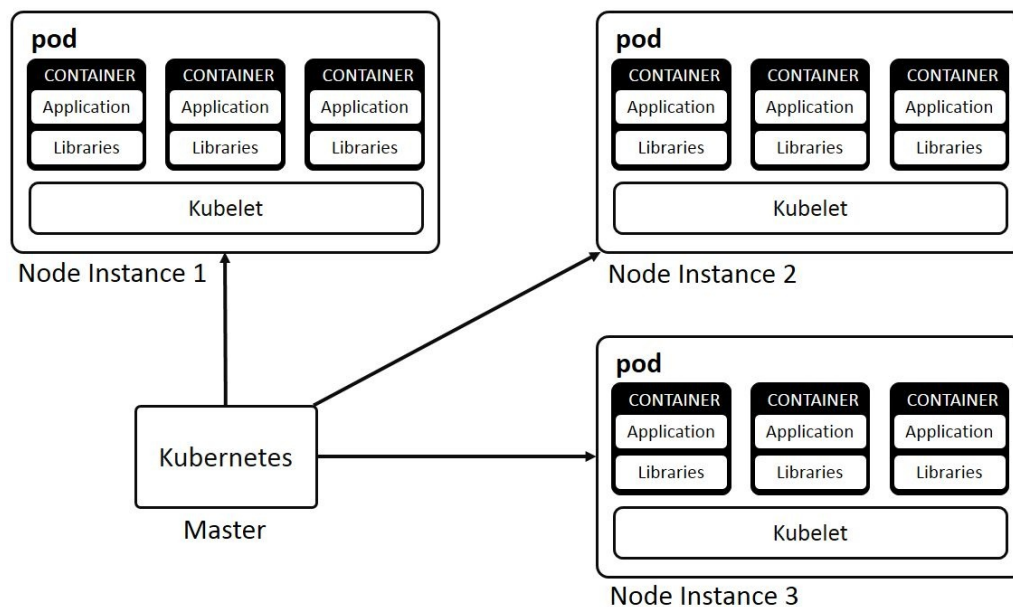 pod
CONTAINER CONTAINER CONTAINER
Application Application Application
Libraries Libraries Libraries
Kubelet
Node Instance 1
pod
CONTAINER CONTAINER CONTAINER
Application Application Application
Libraries Libraries Libraries
Kubelet
Node Instance 2
Kubernetes
Master
pod
CONTAINER CONTAINER CONTAINER
Application Application Application
Libraries Libraries Libraries
Kubelet
Node Instance 3